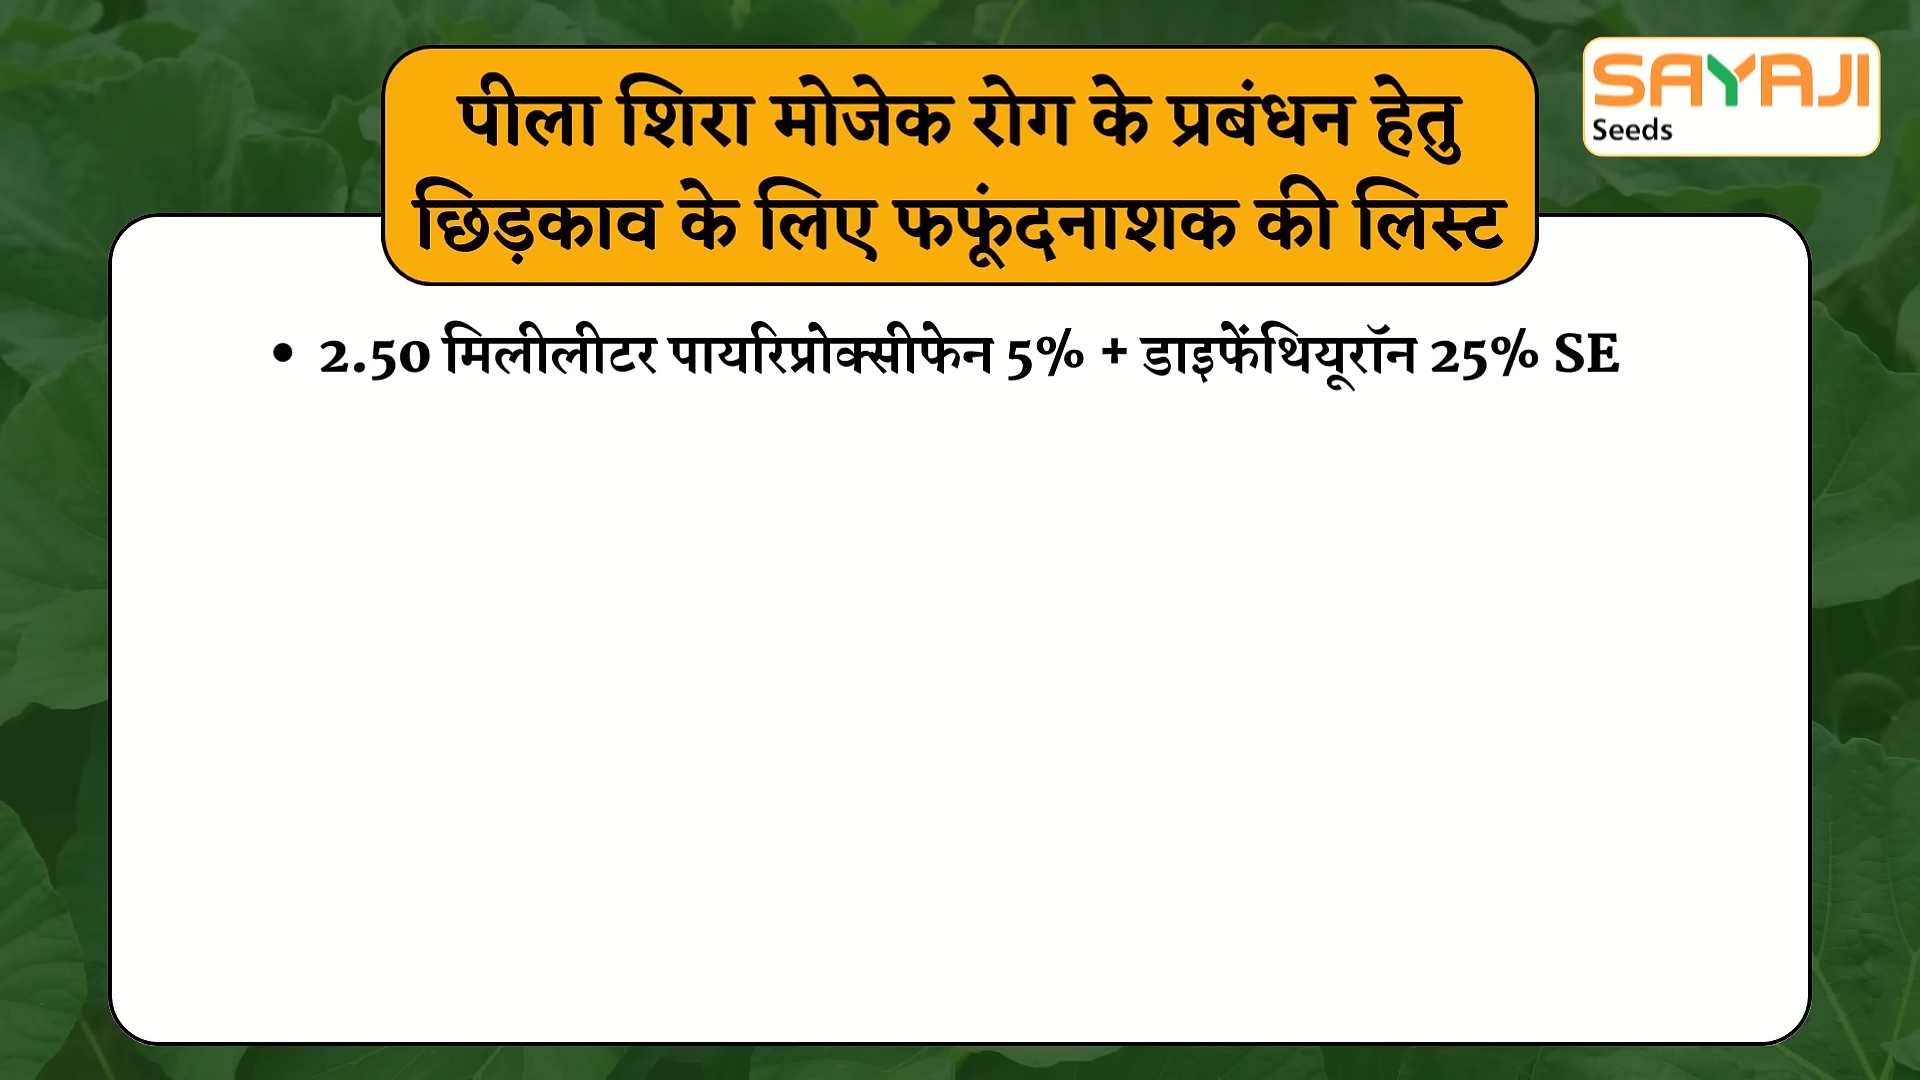 SAYAJI
Seeds
पीला शिरा मोजेक रोग के प्रबंधन हेतु
छिड़काव के लिए फफूंदनाशक की लिस्ट
• 2.50 मिलीलीटर पायरिप्रोक्सीफेन 5% + डाइफेंथियूरॉन 25% SE